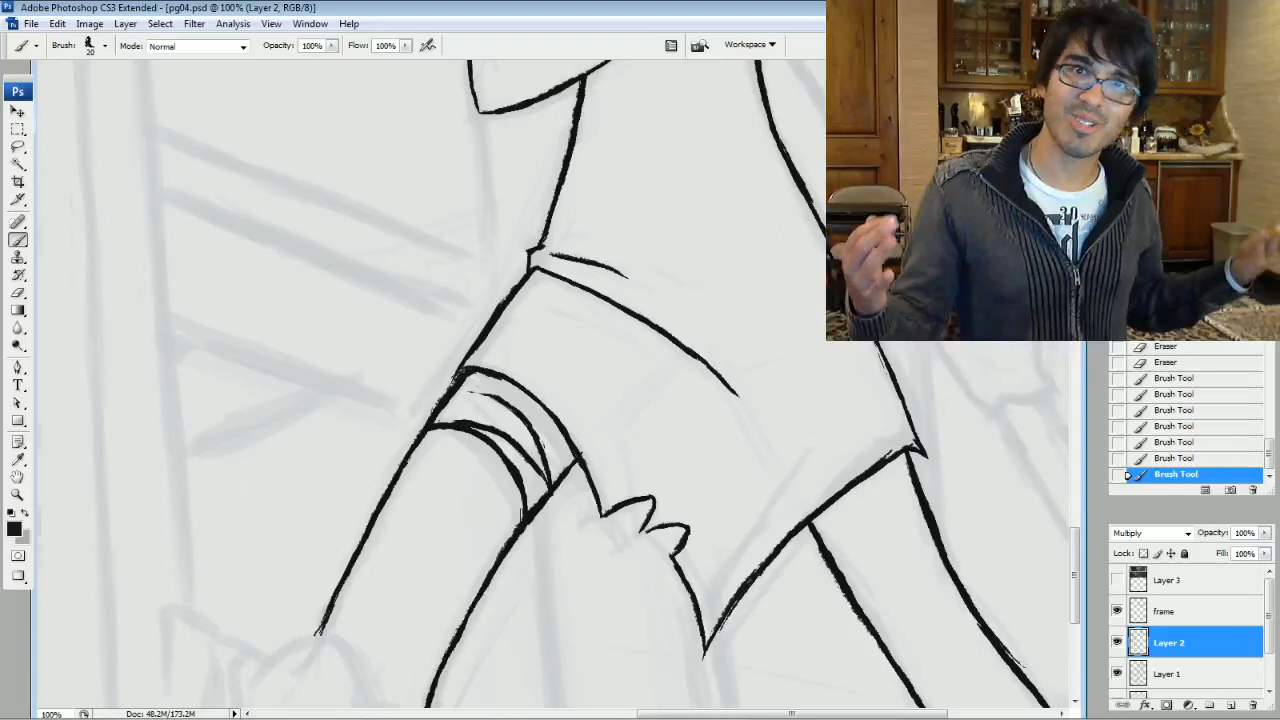 Adobe Photoshop CS3 Extended - [pg04.psd @ 100% (Layer 2, RGB/8)]
File Edit Image Layer Select Filter Analysis View Window Help
Brush: 20 Mode: Normal Opacity: 100% Flow: 100% Workspace
Ps
Eraser
Eraser
Brush Tool
Brush Tool
Brush Tool
Brush Tool
Brush Tool
Brush Tool
Brush Tool
Multiply Opacity: 100%
Lock: Fill: 100%
Layer 3
frame
Layer 2
Layer 1
100% Doc: 48.2M/173.2M